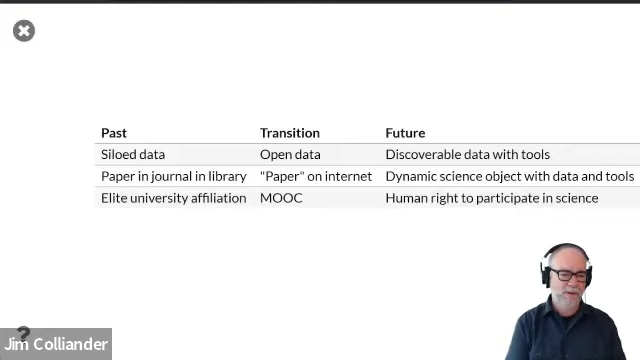 Past Transition Future
Siloed data Open data Discoverable data with tools
Paper in journal in library "Paper" on internet Dynamic science object with data and tools
Elite university affiliation MOOC Human right to participate in science
?
Jim Colliander